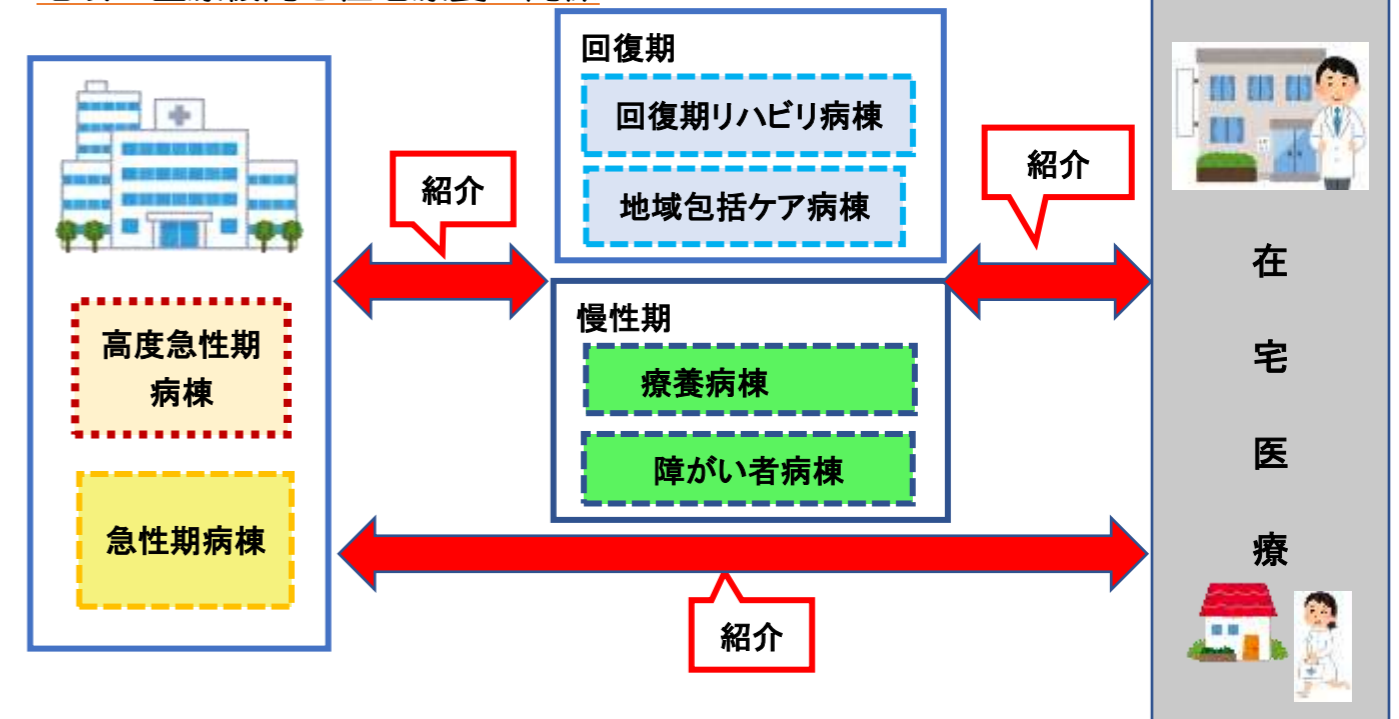 高度急性期
病棟
急性期病棟
紹介
回復期
回復期リハビリ病棟
地域包括ケア病棟
慢性期
療養病棟
障がい者病棟
紹介
紹介
在
宅
医
療